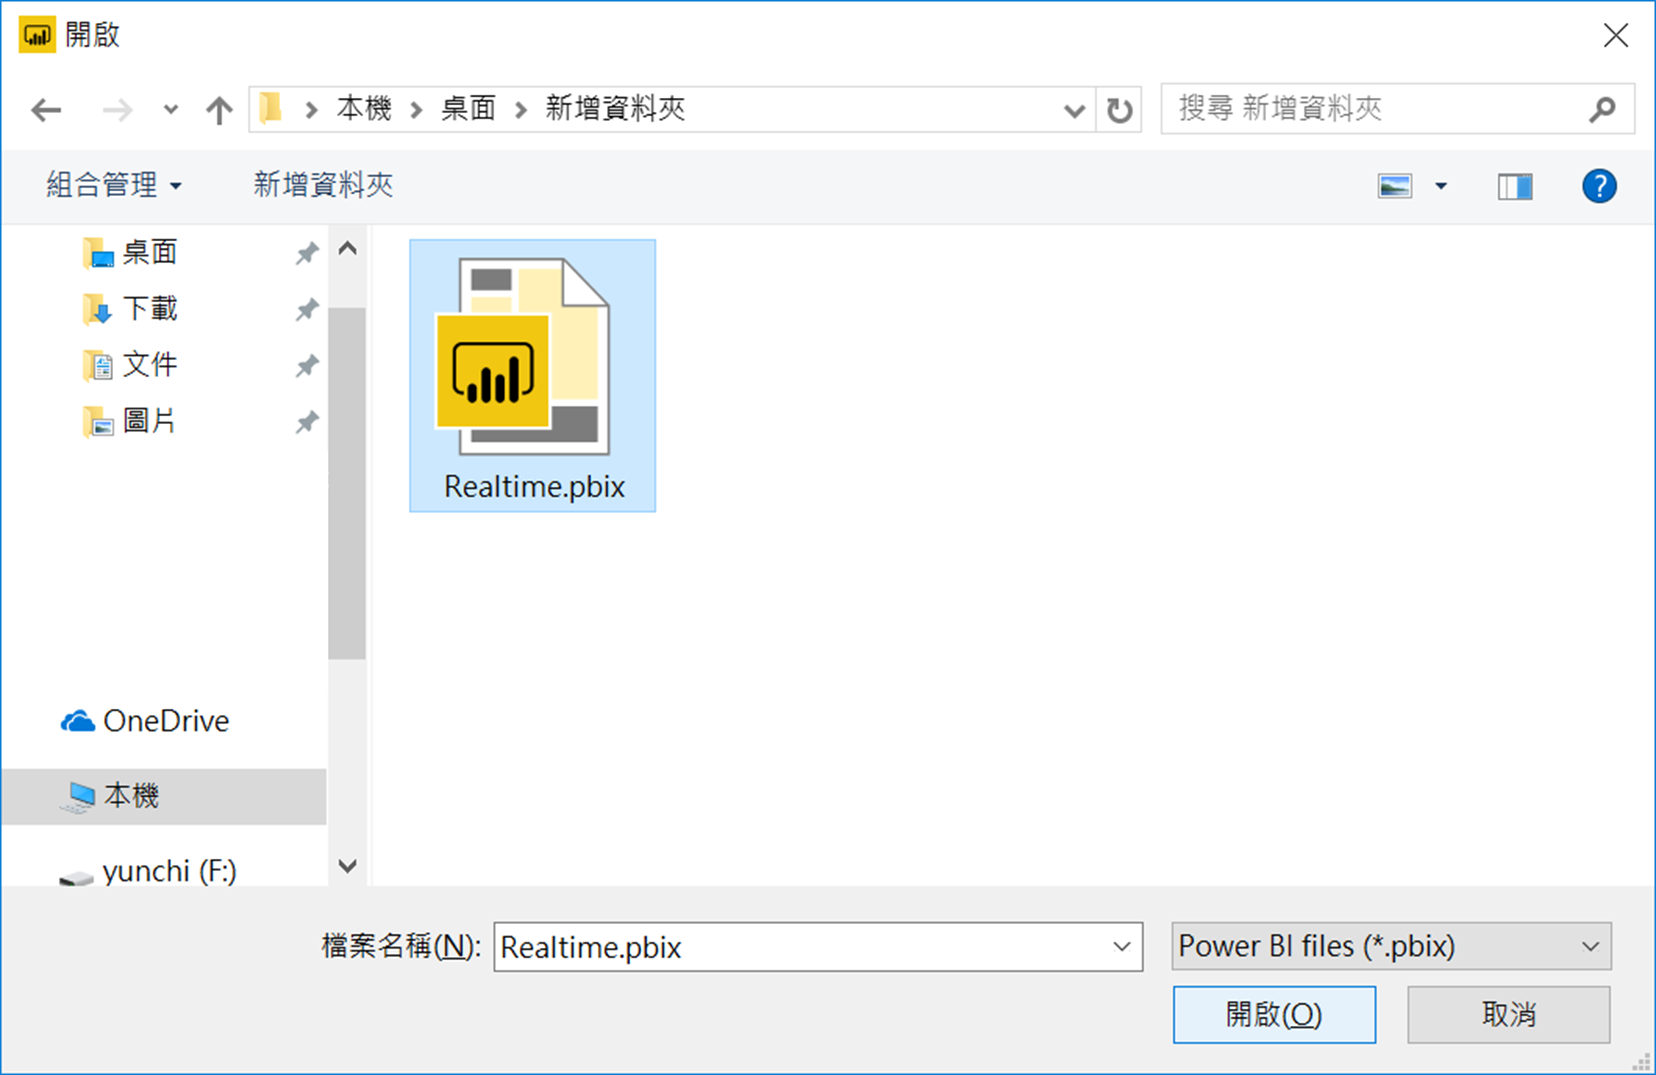 開啟
本機 桌面 新增資料夾
搜尋 新增資料夾
組合管理 新增資料夾
?
桌面
下載
文件
圖片
Realtime.pbix
OneDrive
本機
yunchi (F:)
檔案名稱(N): Realtime.pbix
Power BI files (*.pbix)
開啟(O) 取消